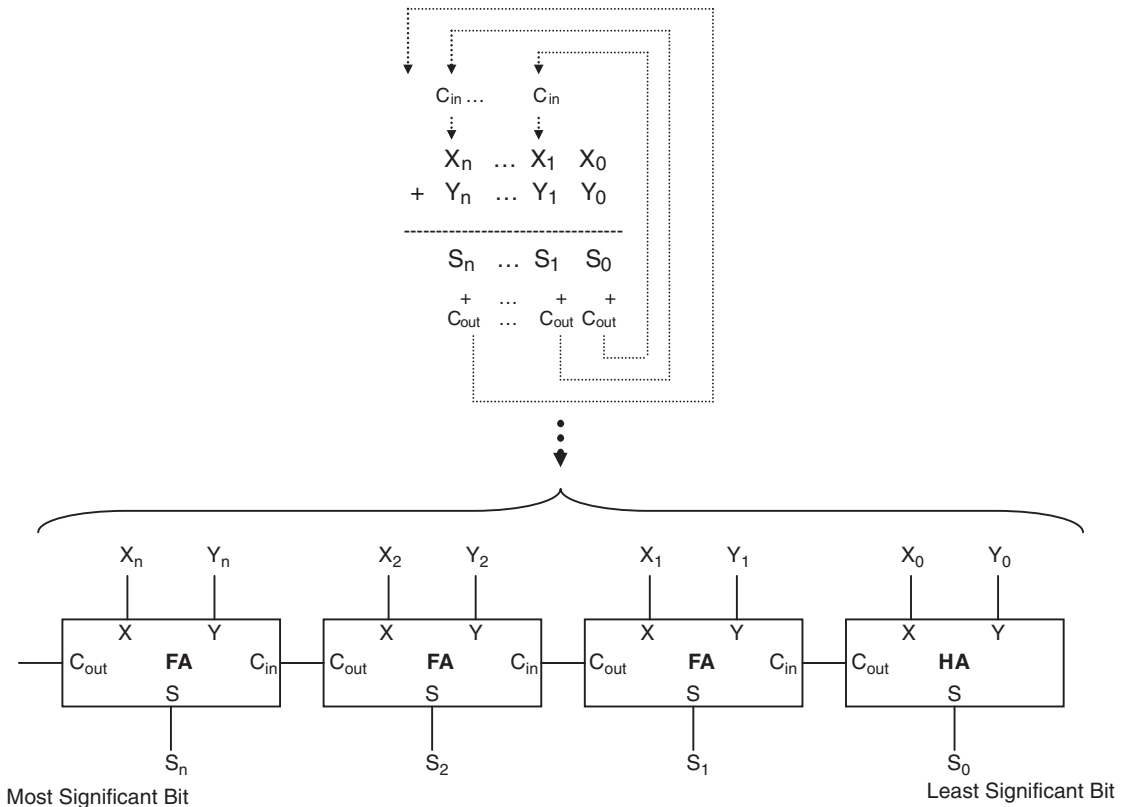 Cin … Cin
Xn … X1 X0
+ Yn … Y1 Y0
Sn … S1 S0
+ … + +
Cout … Cout Cout
Xn Yn X2 Y2 X1 Y1 X0 Y0
X Y X Y X Y X Y
Cout FA Cin Cout FA Cin Cout FA Cin Cout HA
S S S S
Sn S2 S1 S0
Most Significant Bit Least Significant Bit